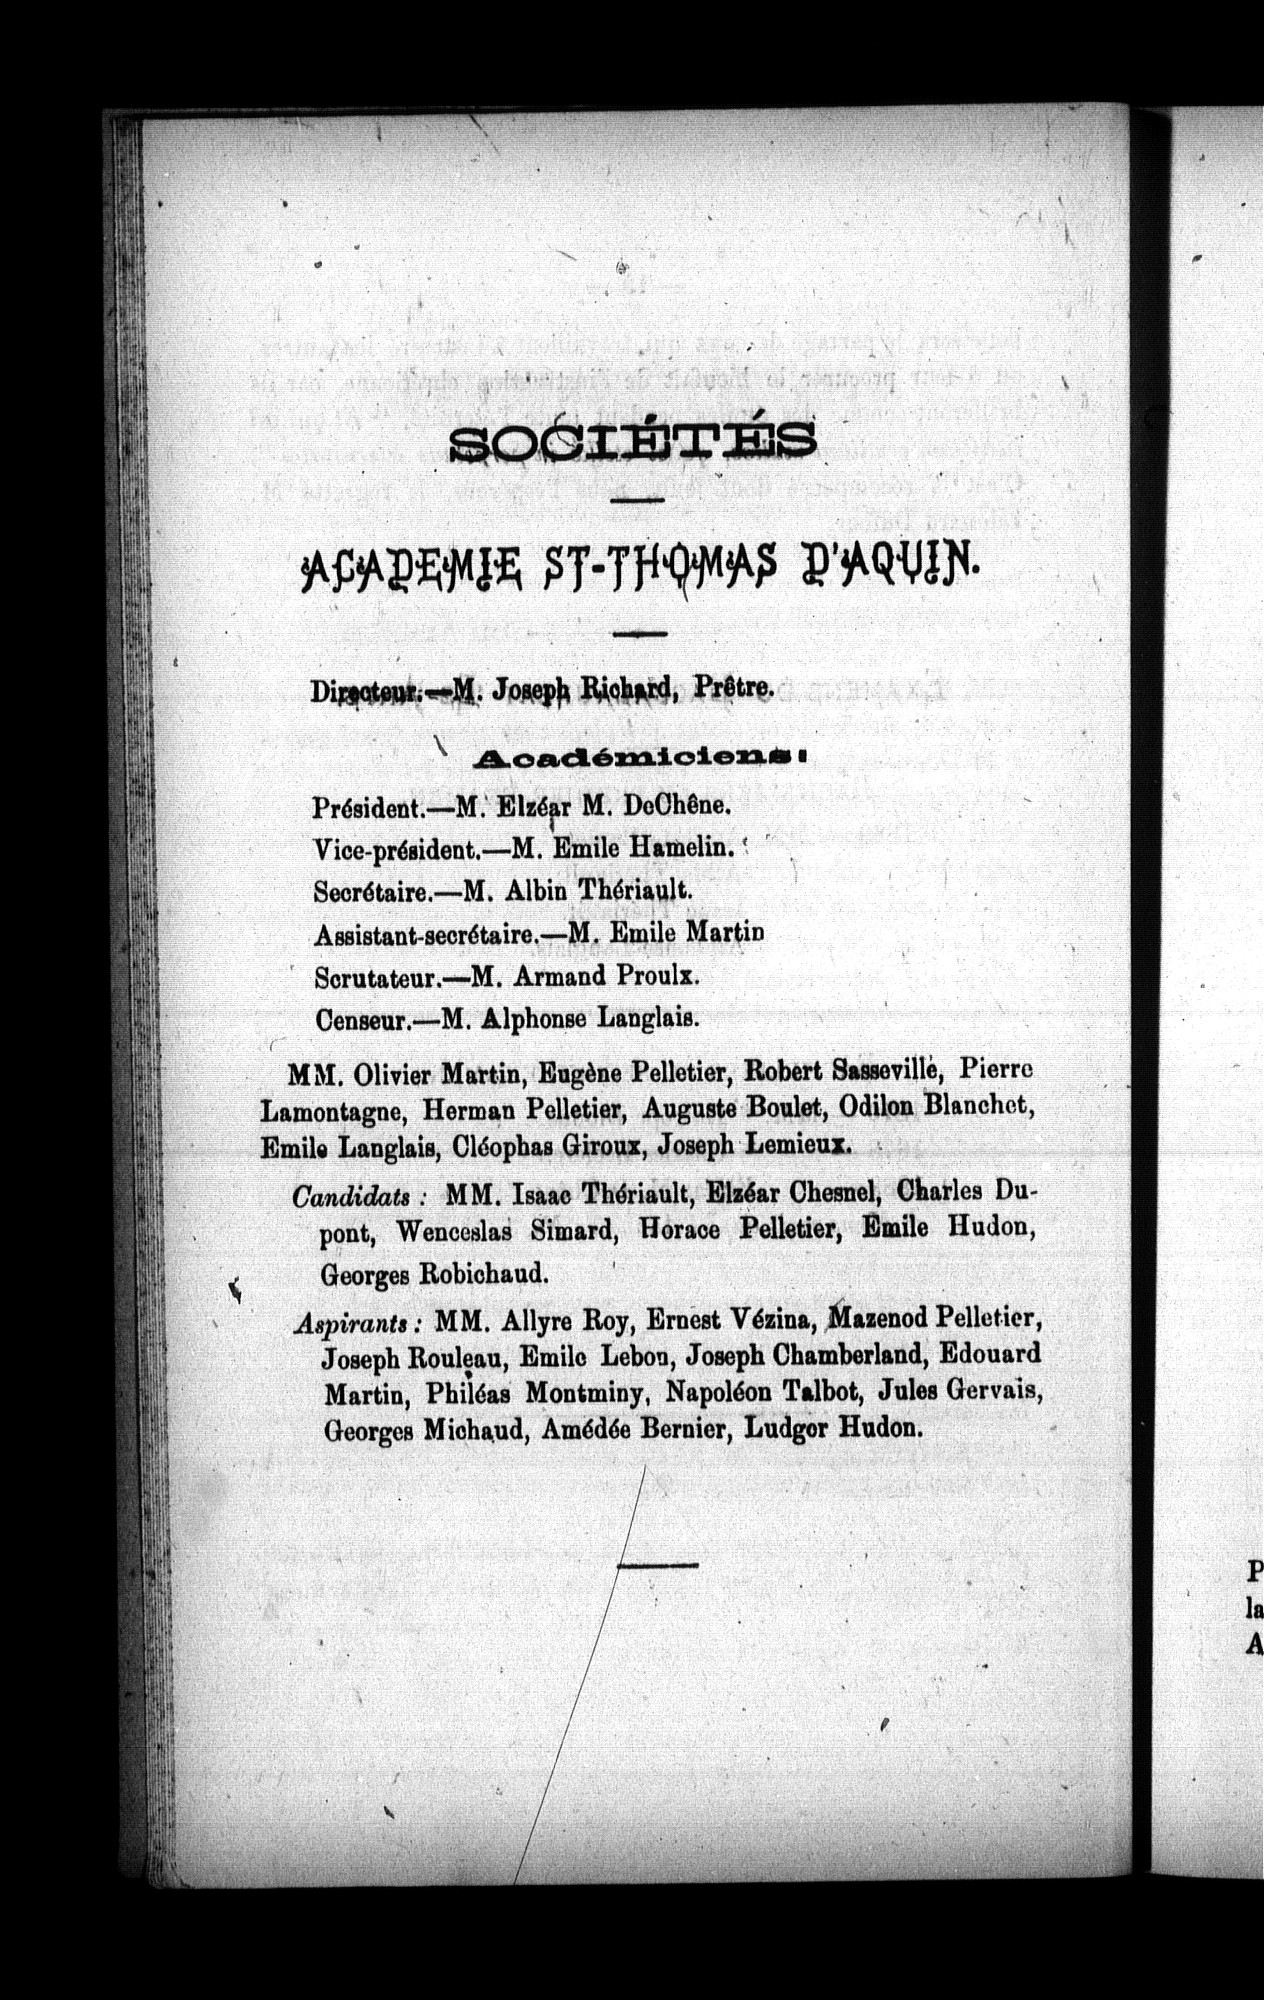 SOCIÉTÉS
ACADEMIE ST-THOMAS D'AQUIN.
Directeur.—M. Joseph Richard, Prêtre.
Académiciens:
Président.—M. Elzéar M. DeChêne.
Vice-président.—M. Emile Hamelin.
Secrétaire.—M. Albin Thériault.
Assistant-secrétaire.—M. Emile Martin
Scrutateur.—M. Armand Proulx.
Censeur.—M. Alphonse Langlais.
MM. Olivier Martin, Eugène Pelletier, Robert Sasseville, Pierre
Lamontagne, Herman Pelletier, Auguste Boulet, Odilon Blanchet,
Emile Langlais, Cléophas Giroux, Joseph Lemieux.
Candidats : MM. Isaac Thériault, Elzéar Chesnel, Charles Du-
pont, Wenceslas Simard, Horace Pelletier, Emile Hudon,
Georges Robichaud.
Aspirants : MM. Allyre Roy, Ernest Vézina, Mazenod Pelletier,
Joseph Rouleau, Emile Lebon, Joseph Chamberland, Edouard
Martin, Philéas Montminy, Napoléon Talbot, Jules Gervais,
Georges Michaud, Amédée Bernier, Ludger Hudon.
P
la
A